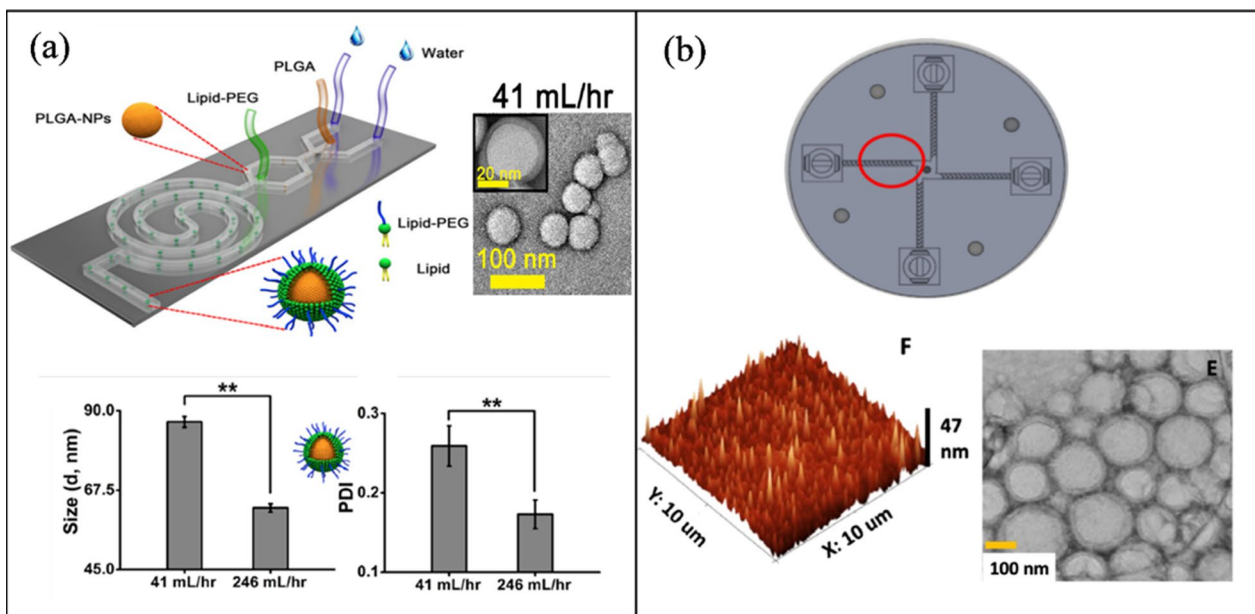 (a)
Water
PLGA
Lipid-PEG
PLGA-NPs
41 mL/hr
20 nm
Lipid-PEG
Lipid
100 nm
**
90.0
67.5
45.0
Size (d, nm)
41 mL/hr
246 mL/hr
**
0.3
0.2
0.1
PDI
41 mL/hr
246 mL/hr
(b)
F
47
nm
Y: 10 um
X: 10 um
E
100 nm